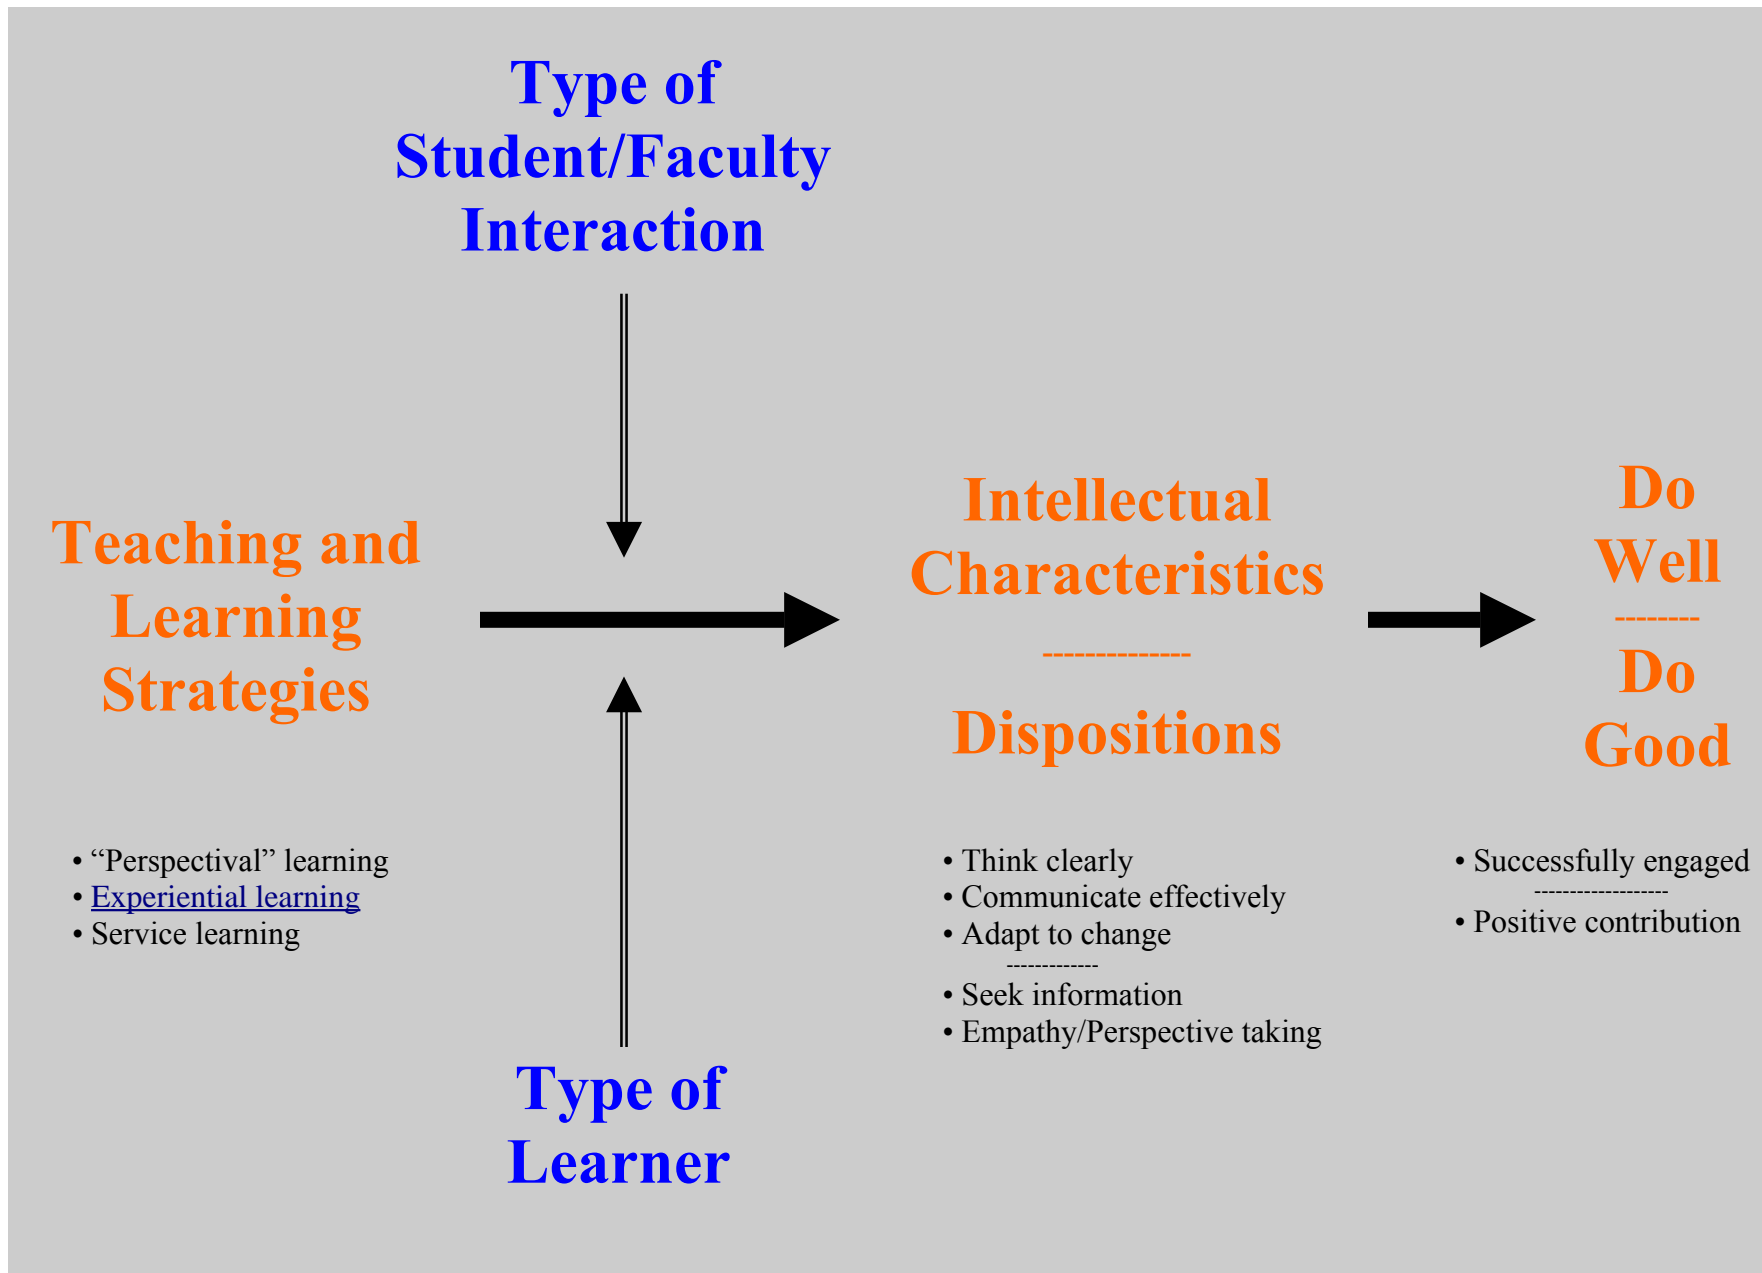 Type of
Student/Faculty
Interaction
Teaching and
Learning
Strategies
Intellectual
Characteristics
--------------
Dispositions
Do
Well
--------
Do
Good
• “Perspectival” learning
• Experiential learning
• Service learning
• Think clearly
• Communicate effectively
• Adapt to change
-------------
• Seek information
• Empathy/Perspective taking
• Successfully engaged
-------------------
• Positive contribution
Type of
Learner